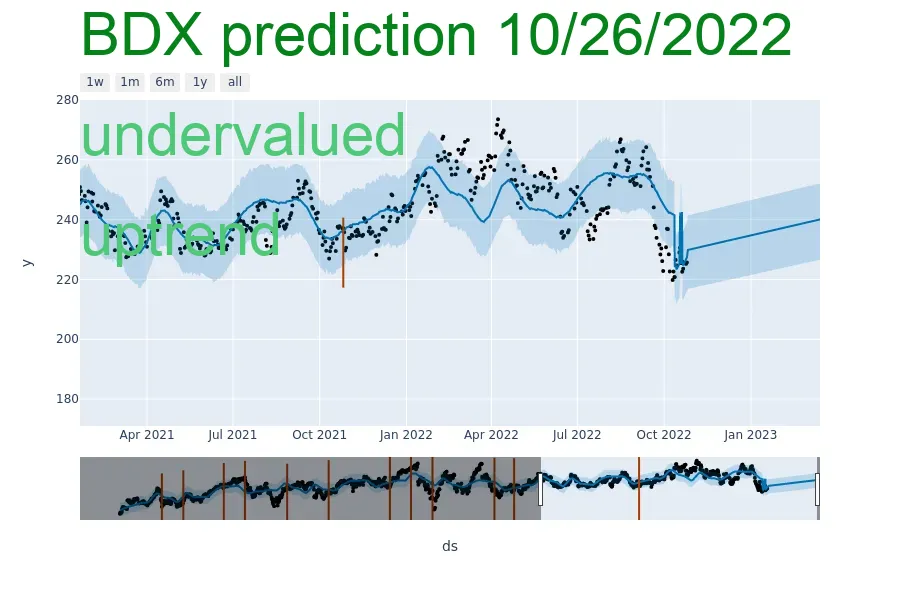 BDX prediction 10/26/2022
1w 1m 6m 1y all
280
undervalued
260
240
uptrend
y
220
200
180
Apr 2021 Jul 2021 Oct 2021 Jan 2022 Apr 2022 Jul 2022 Oct 2022 Jan 2023
ds